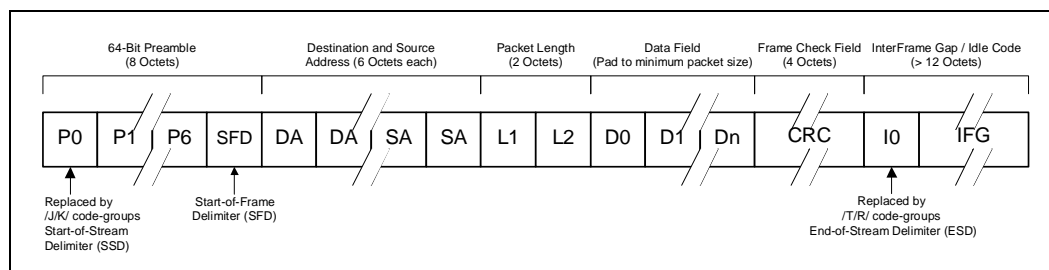 64-Bit Preamble
(8 Octets)
Destination and Source
Address (6 Octets each)
Packet Length
(2 Octets)
Data Field
(Pad to minimum packet size)
Frame Check Field
(4 Octets)
InterFrame Gap / Idle Code
(> 12 Octets)
P0 P1 P6 SFD DA DA SA SA L1 L2 D0 D1 Dn CRC I0 IFG
Replaced by
/J/K/ code-groups
Start-of-Stream
Delimiter (SSD)
Start-of-Frame
Delimiter (SFD)
Replaced by
/T/R/ code-groups
End-of-Stream Delimiter (ESD)